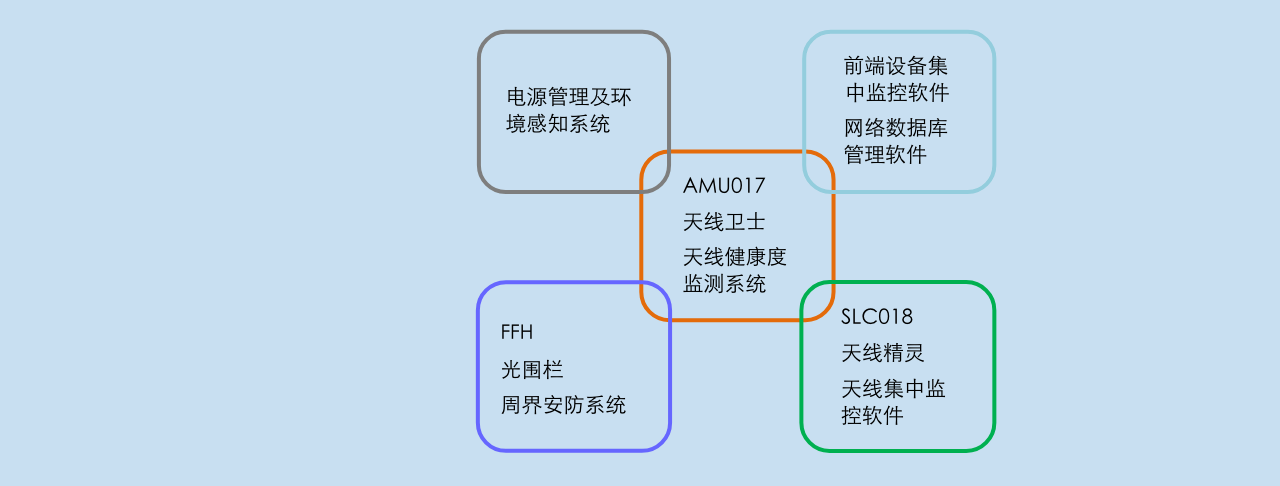 电源管理及环
境感知系统
前端设备集
中监控软件
网络数据库
管理软件
AMU017
天线卫士
天线健康度
监测系统
FFH
光围栏
周界安防系统
SLC018
天线精灵
天线集中监
控软件